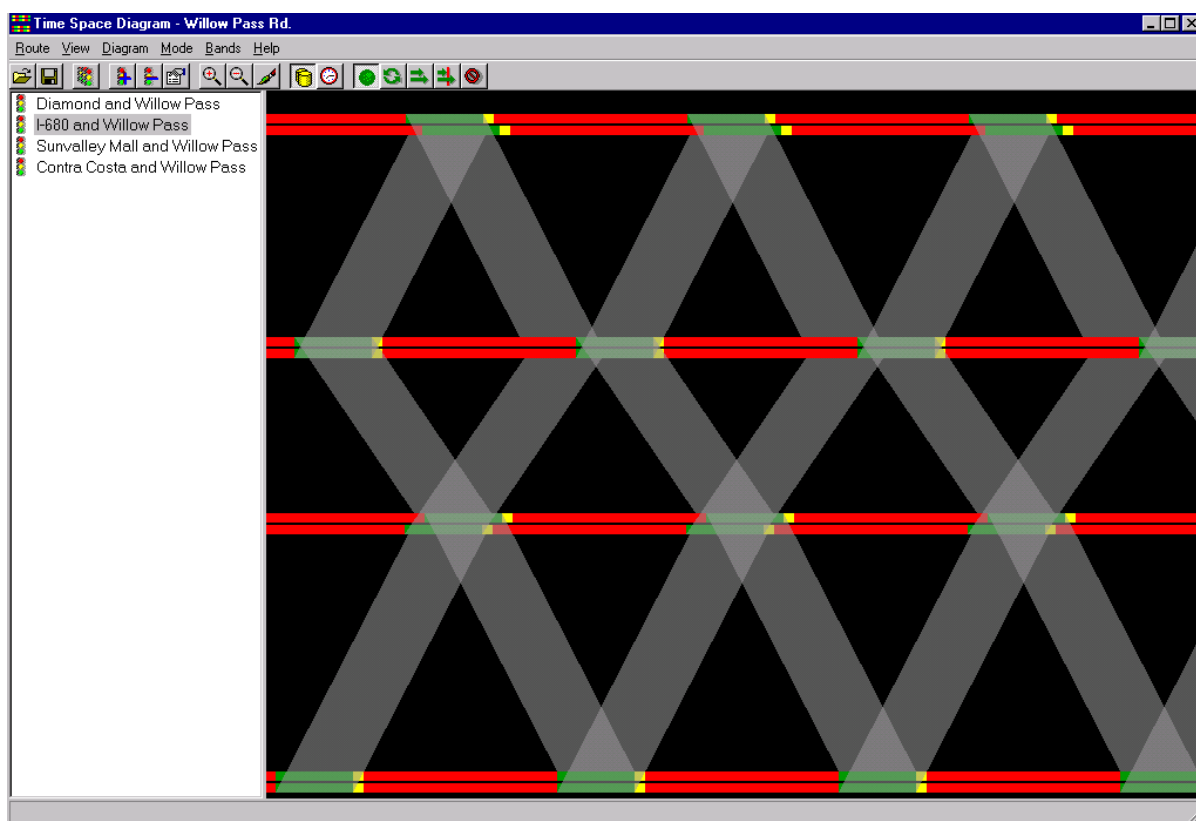 Time Space Diagram - Willow Pass Rd.
Route View Diagram Mode Bands Help
Diamond and Willow Pass
I-680 and Willow Pass
Sunvalley Mall and Willow Pass
Contra Costa and Willow Pass